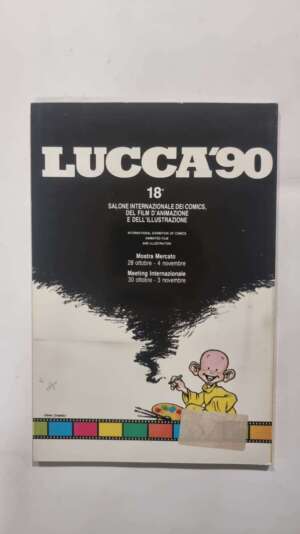 LUCCA'90
18°
SALONE INTERNAZIONALE DEI COMICS,
DEL FILM D'ANIMAZIONE
E DELL'ILLUSTRAZIONE
INTERNATIONAL EXHIBITION OF COMICS
ANIMATED FILM
AND ILLUSTRATION
Mostra Mercato
28 ottobre - 4 novembre
Meeting Internazionale
30 ottobre - 3 novembre